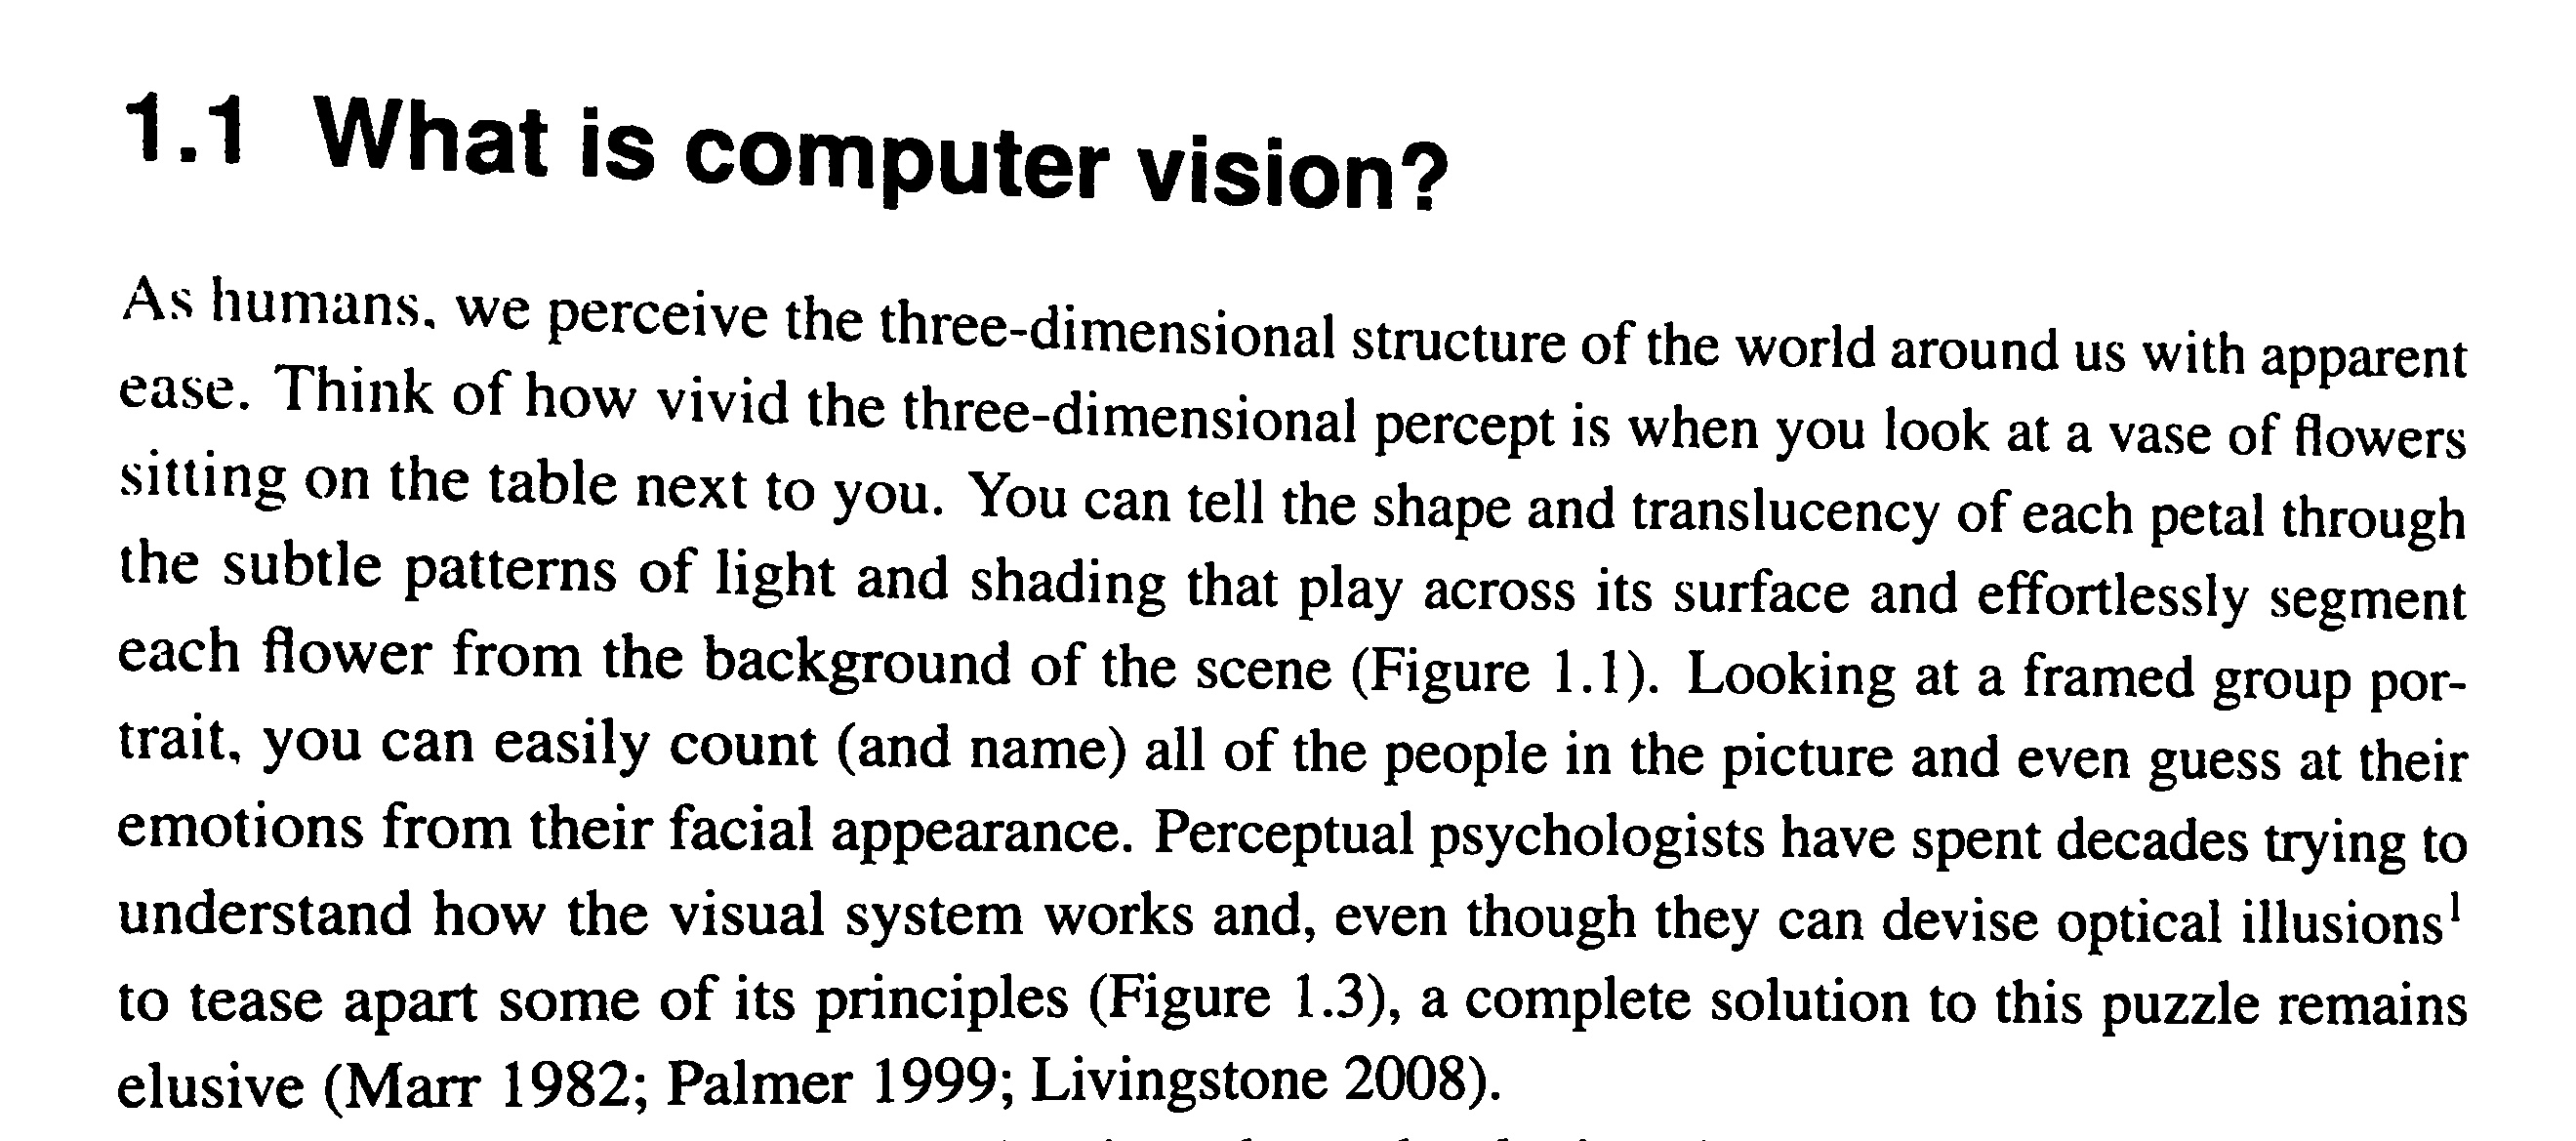 1.1 What is computer vision?
As humans, we perceive the three-dimensional structure of the world around us with apparent
ease. Think of how vivid the three-dimensional percept is when you look at a vase of flowers
sitting on the table next to you. You can tell the shape and translucency of each petal through
the subtle patterns of light and shading that play across its surface and effortlessly segment
each flower from the background of the scene (Figure 1.1). Looking at a framed group por-
trait, you can easily count (and name) all of the people in the picture and even guess at their
emotions from their facial appearance. Perceptual psychologists have spent decades trying to
understand how the visual system works and, even though they can devise optical illusions¹
to tease apart some of its principles (Figure 1.3), a complete solution to this puzzle remains
elusive (Marr 1982; Palmer 1999; Livingstone 2008).